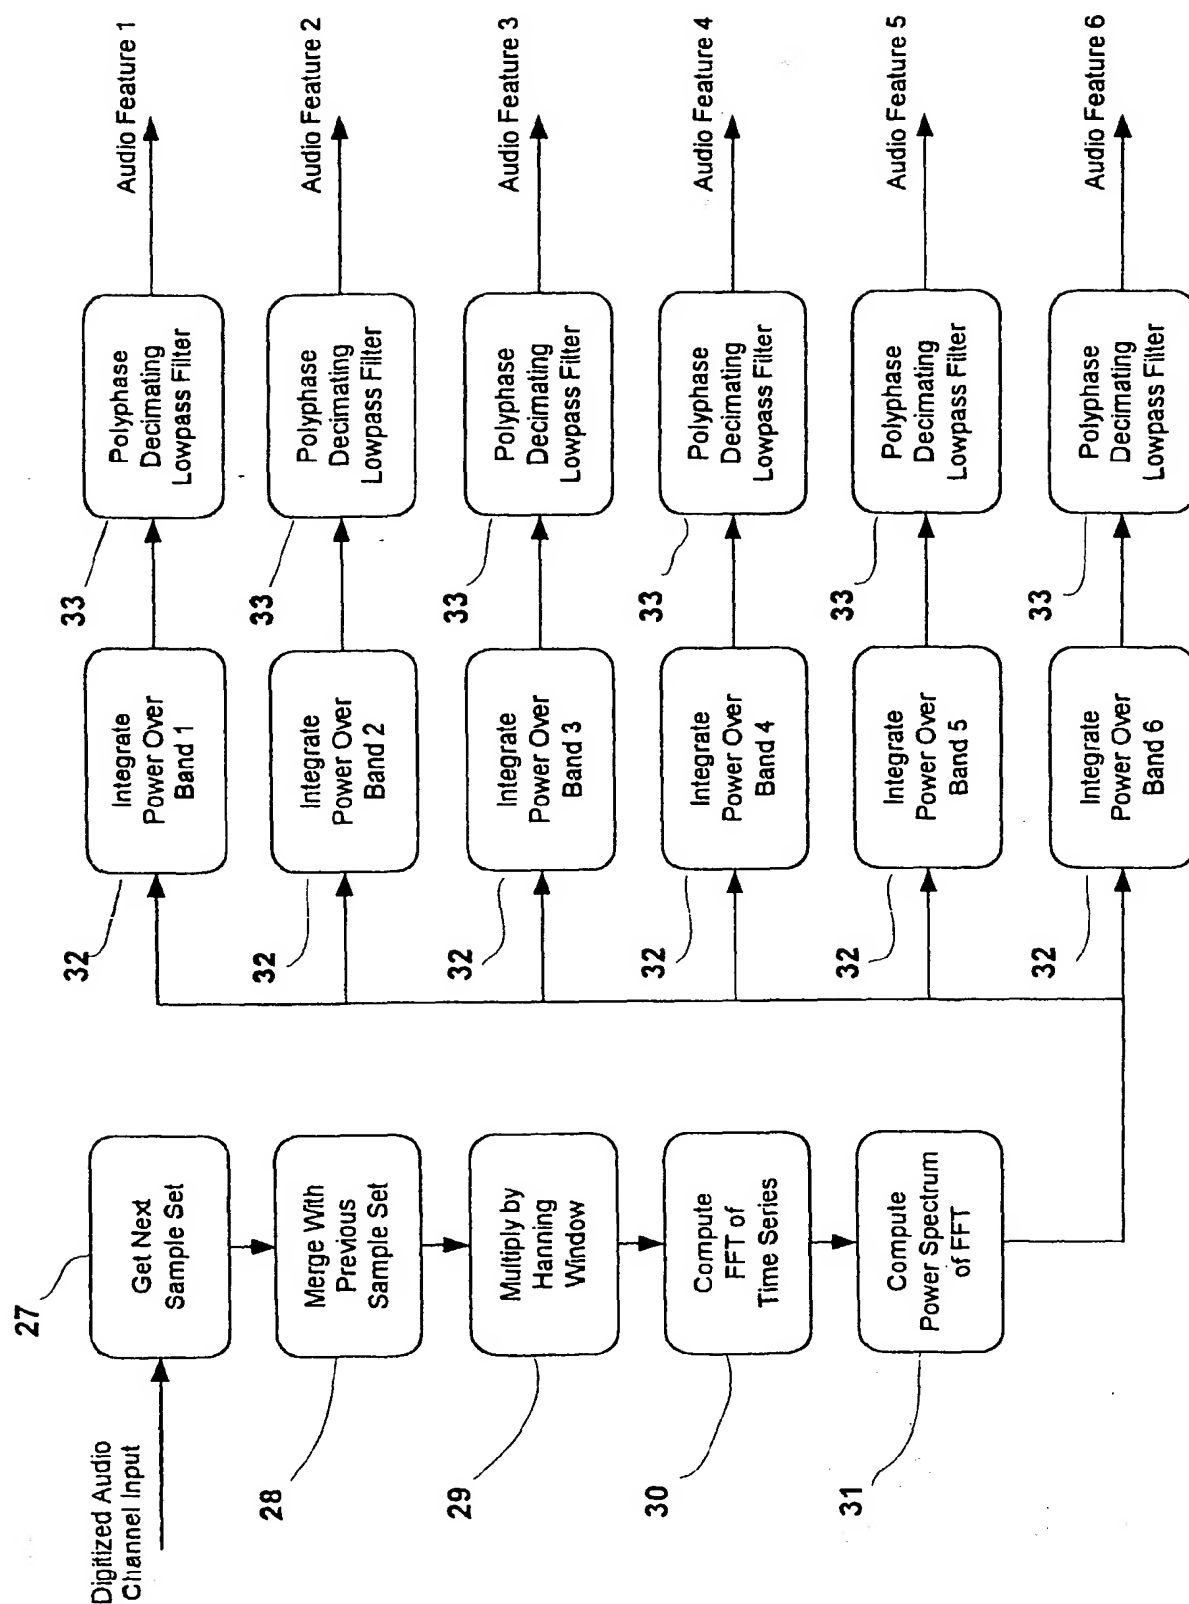 Digitized Audio
Channel Input
27
Get Next
Sample Set
28
Merge With
Previous
Sample Set
29
Multiply by
Hanning
Window
30
Compute
FFT of
Time Series
31
Compute
Power Spectrum
of FFT
32
Integrate
Power Over
Band 1
33
Polyphase
Decimating
Lowpass Filter
Audio Feature 1
32
Integrate
Power Over
Band 2
33
Polyphase
Decimating
Lowpass Filter
Audio Feature 2
32
Integrate
Power Over
Band 3
33
Polyphase
Decimating
Lowpass Filter
Audio Feature 3
32
Integrate
Power Over
Band 4
33
Polyphase
Decimating
Lowpass Filter
Audio Feature 4
32
Integrate
Power Over
Band 5
33
Polyphase
Decimating
Lowpass Filter
Audio Feature 5
32
Integrate
Power Over
Band 6
33
Polyphase
Decimating
Lowpass Filter
Audio Feature 6